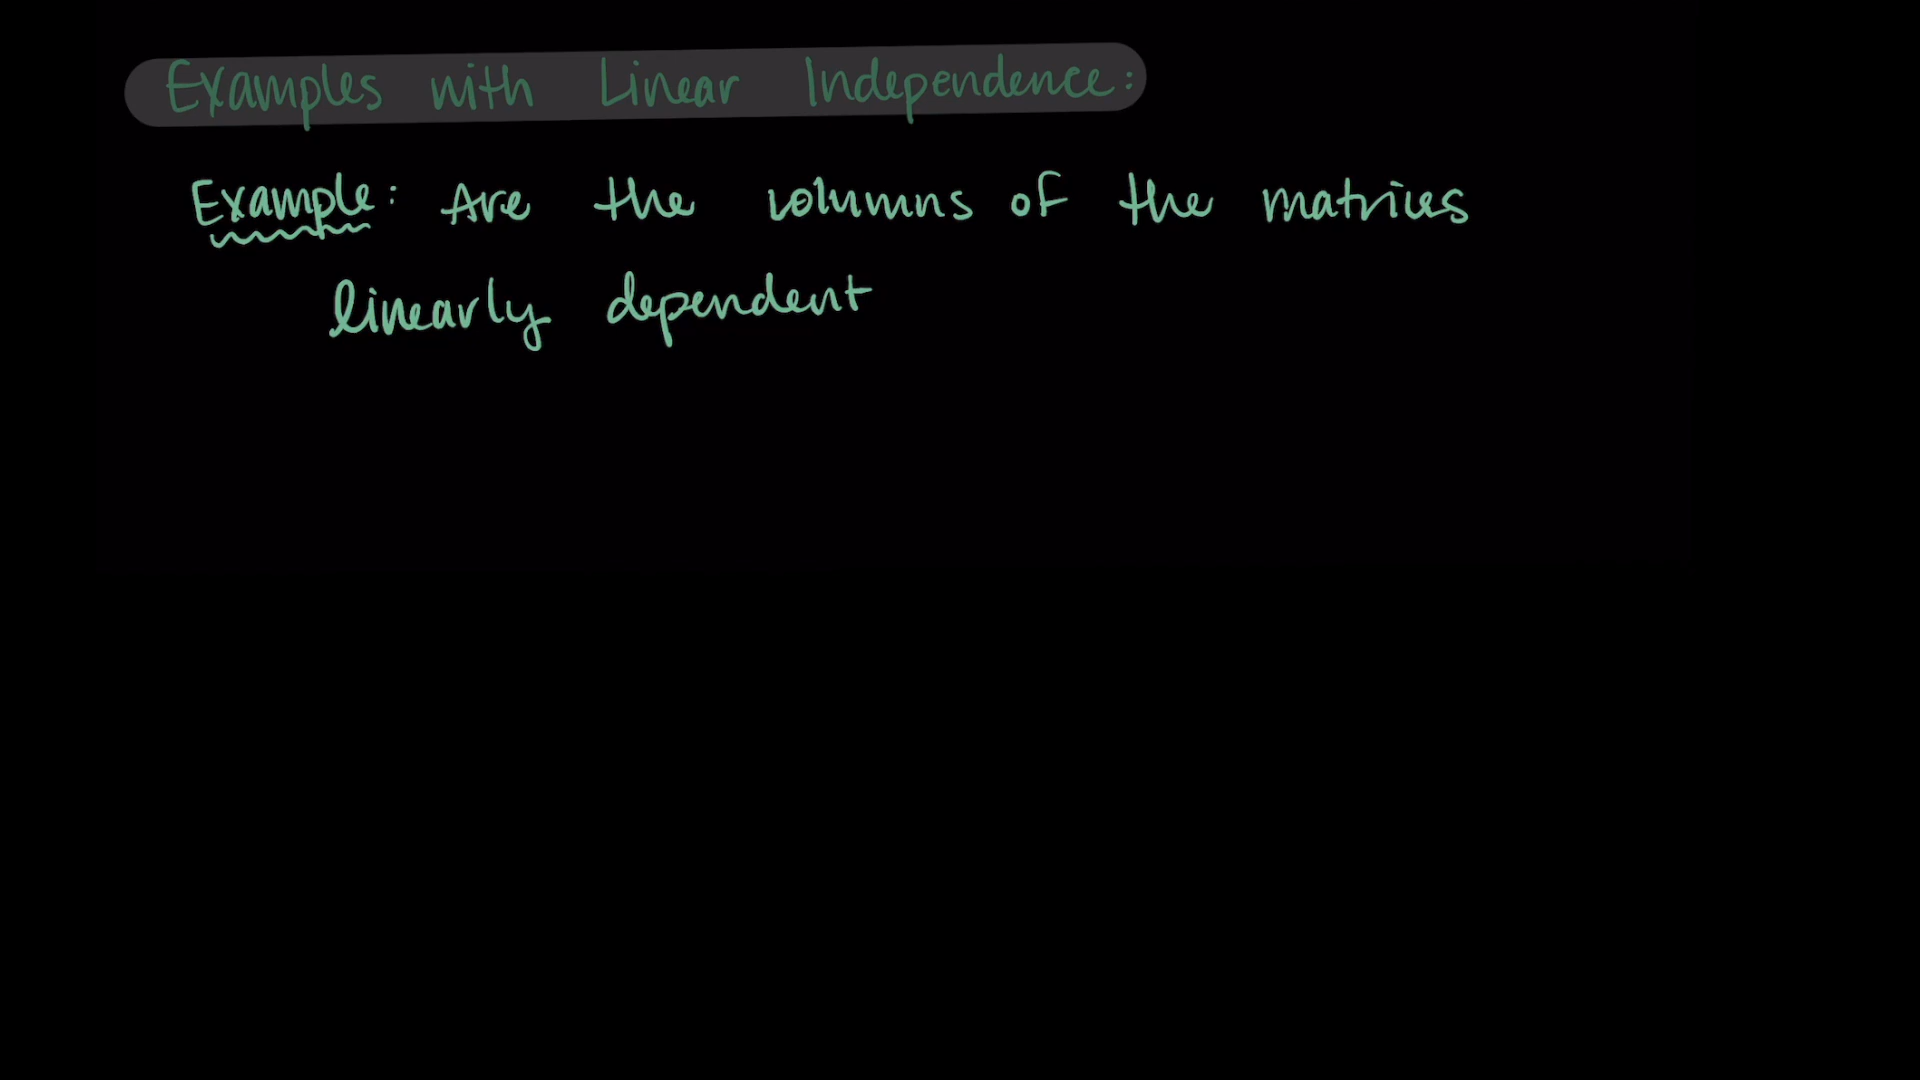 Examples with Linear Independence:
Example: Are the columns of the matrices
linearly dependent